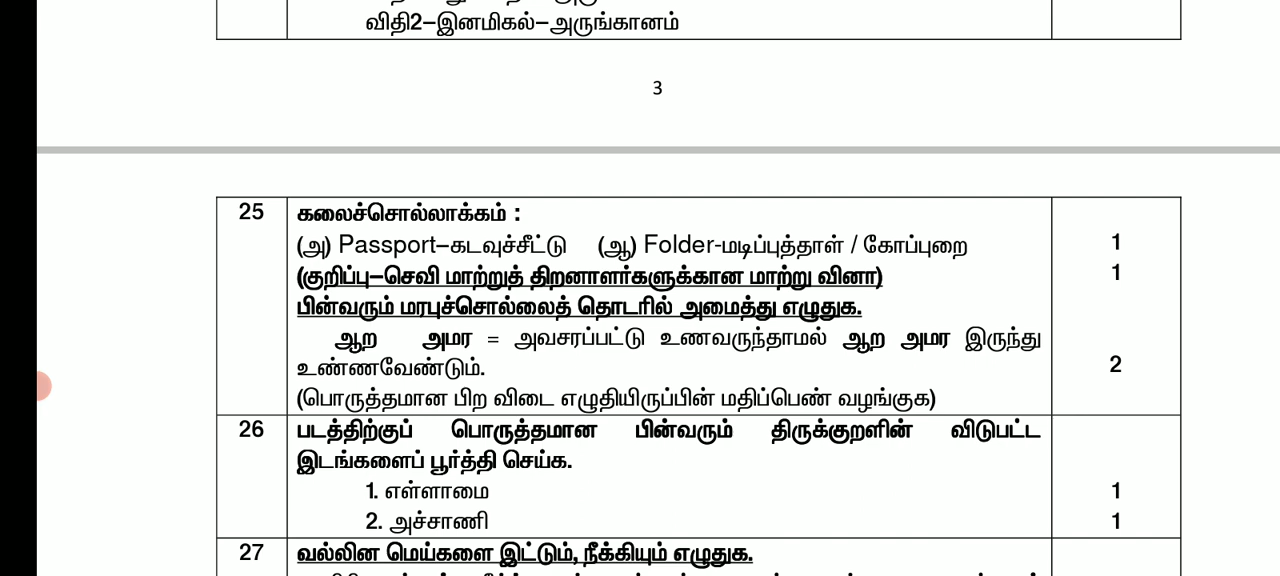 விதி2–இனமிகல்–அருங்கானம்
3
25 கலைச்சொல்லாக்கம் :
(அ) Passport–கடவுச்சீட்டு (ஆ) Folder-மடிப்புத்தாள் / கோப்புறை 1
(குறிப்பு–செவி மாற்றுத் திறனாளர்களுக்கான மாற்று வினா) 1
பின்வரும் மரபுச்சொல்லைத் தொடரில் அமைத்து எழுதுக.
ஆற அமர = அவசரப்பட்டு உணவருந்தாமல் ஆற அமர இருந்து
உண்ணவேண்டும். 2
(பொருத்தமான பிற விடை எழுதியிருப்பின் மதிப்பெண் வழங்குக)
26 படத்திற்குப் பொருத்தமான பின்வரும் திருக்குறளின் விடுபட்ட
இடங்களைப் பூர்த்தி செய்க.
1. எள்ளாமை 1
2. அச்சாணி 1
27 வல்லின மெய்களை இட்டும், நீக்கியும் எழுதுக.